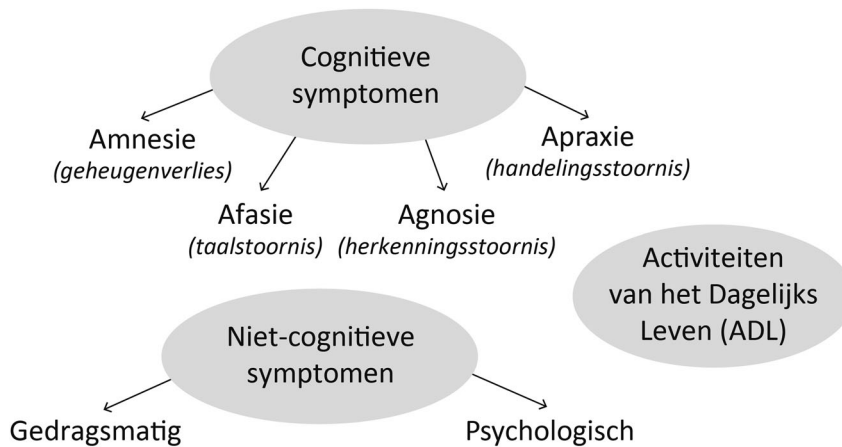 Cognitieve
symptomen
Amnesie
(geheugenverlies)
Apraxie
(handelingsstoornis)
Afasie
(taalstoornis)
Agnosie
(herkenningsstoornis)
Activiteiten
van het Dagelijks
Leven (ADL)
Niet-cognitieve
symptomen
Gedragsmatig
Psychologisch